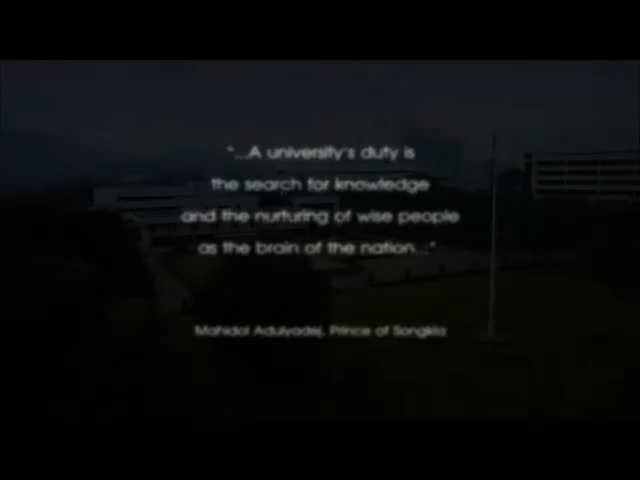 "...A university's duty is
the search for knowledge
and the nurturing of wise people
as the brain of the nation..."
Mahidol Adulyadej, Prince of Songkla